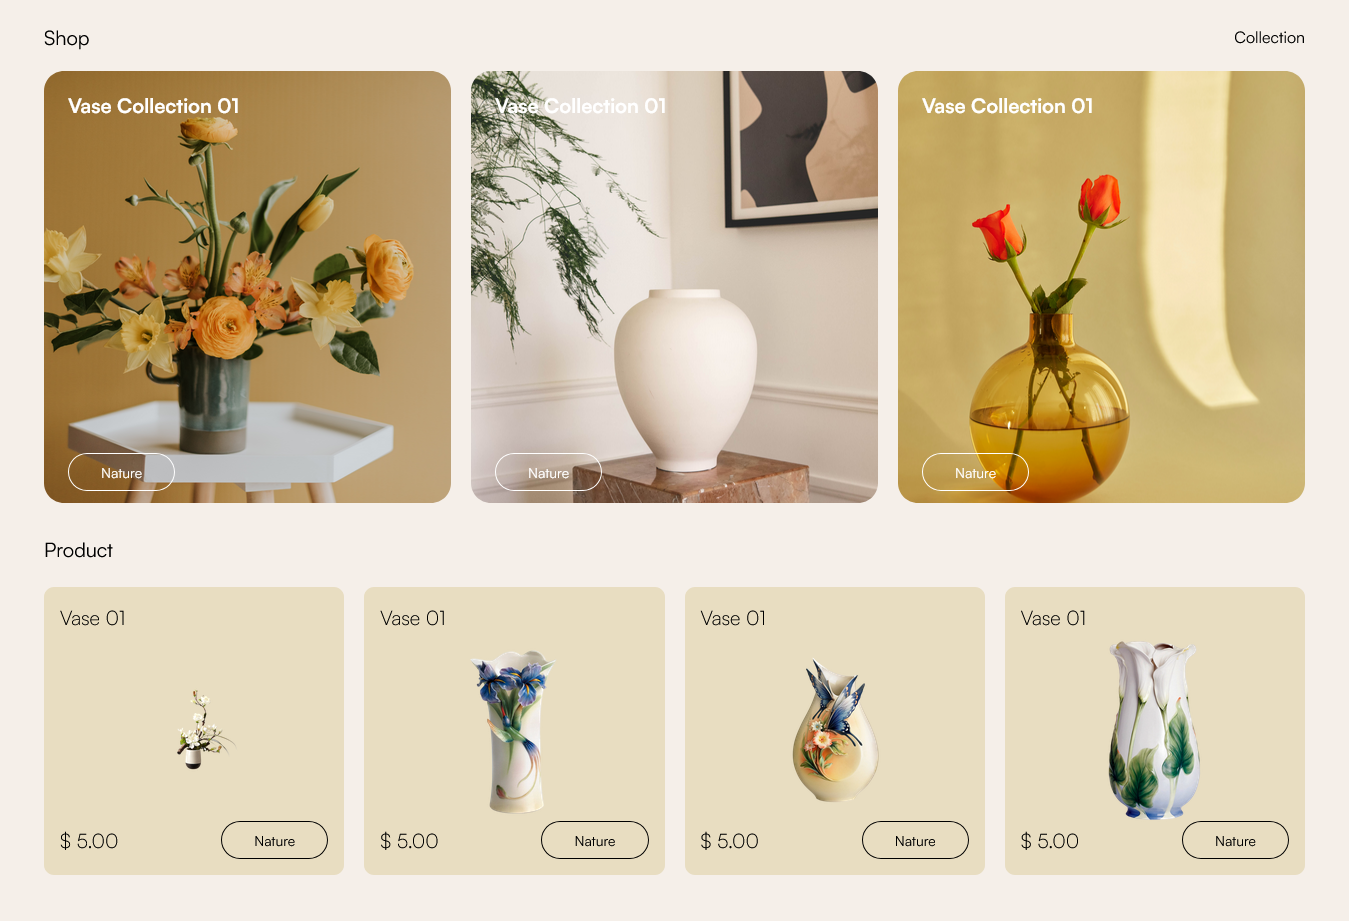 Shop
Collection
Vase Collection 01
Vase Collection 01
Vase Collection 01
Nature
Nature
Nature
Product
Vase 01
Vase 01
Vase 01
Vase 01
$ 5.00
Nature
$ 5.00
Nature
$ 5.00
Nature
$ 5.00
Nature